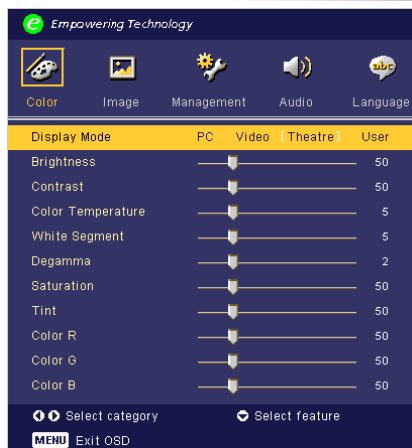 e Empowering Technology
Color Image Management Audio abc Language
Display Mode PC Video [Theatre] User
Brightness 50
Contrast 50
Color Temperature 5
White Segment 5
Degamma 2
Saturation 50
Tint 50
Color R 50
Color G 50
Color B 50
Select category Select feature
MENU Exit OSD